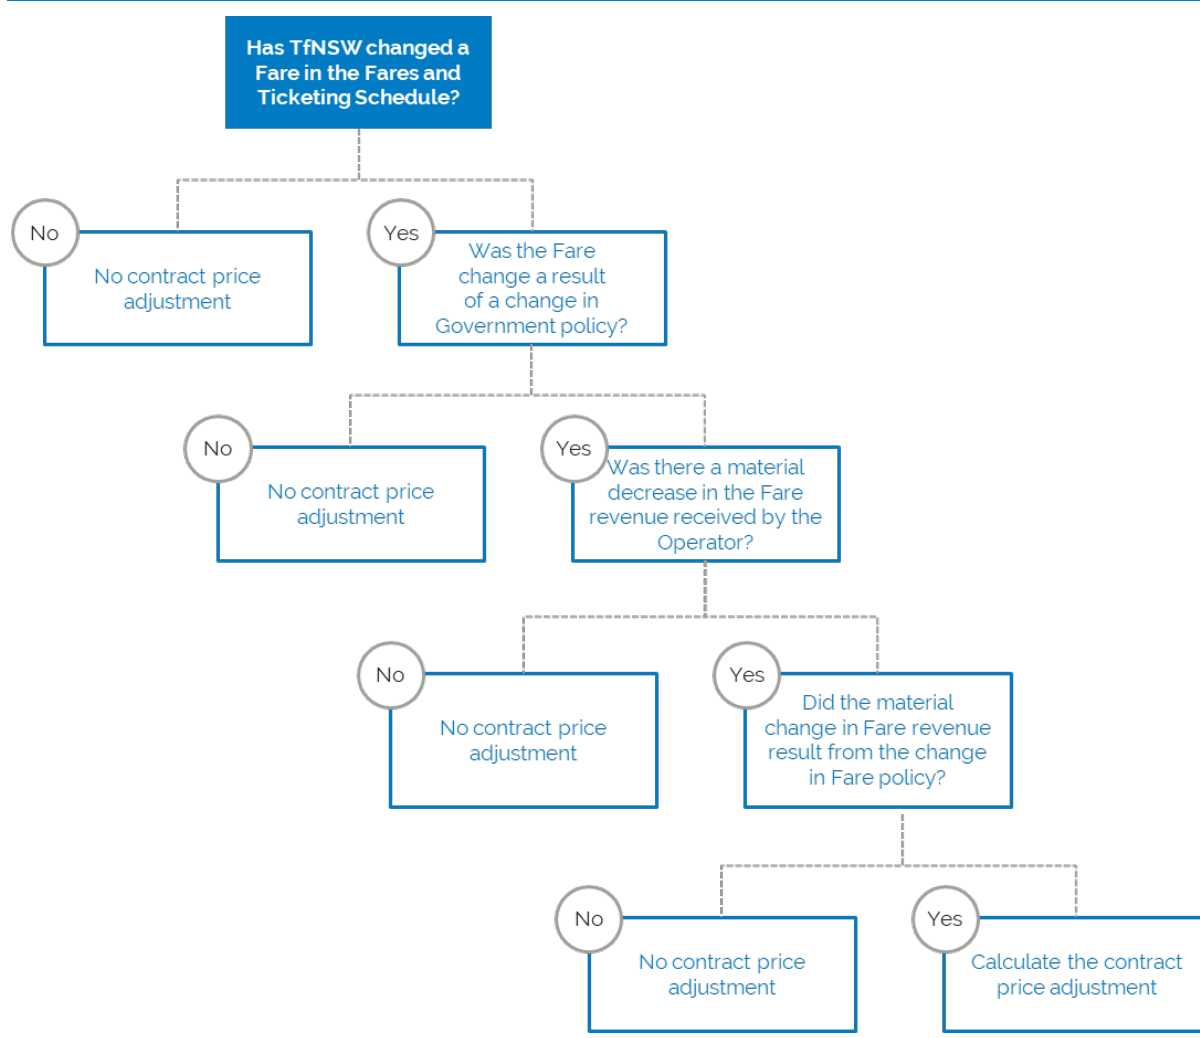 Has TfNSW changed a
Fare in the Fares and
Ticketing Schedule?
No
No contract price
adjustment
Yes
Was the Fare
change a result
of a change in
Government policy?
No
No contract price
adjustment
Yes
Was there a material
decrease in the Fare
revenue received by the
Operator?
No
No contract price
adjustment
Yes
Did the material
change in Fare revenue
result from the change
in Fare policy?
No
No contract price
adjustment
Yes
Calculate the contract
price adjustment